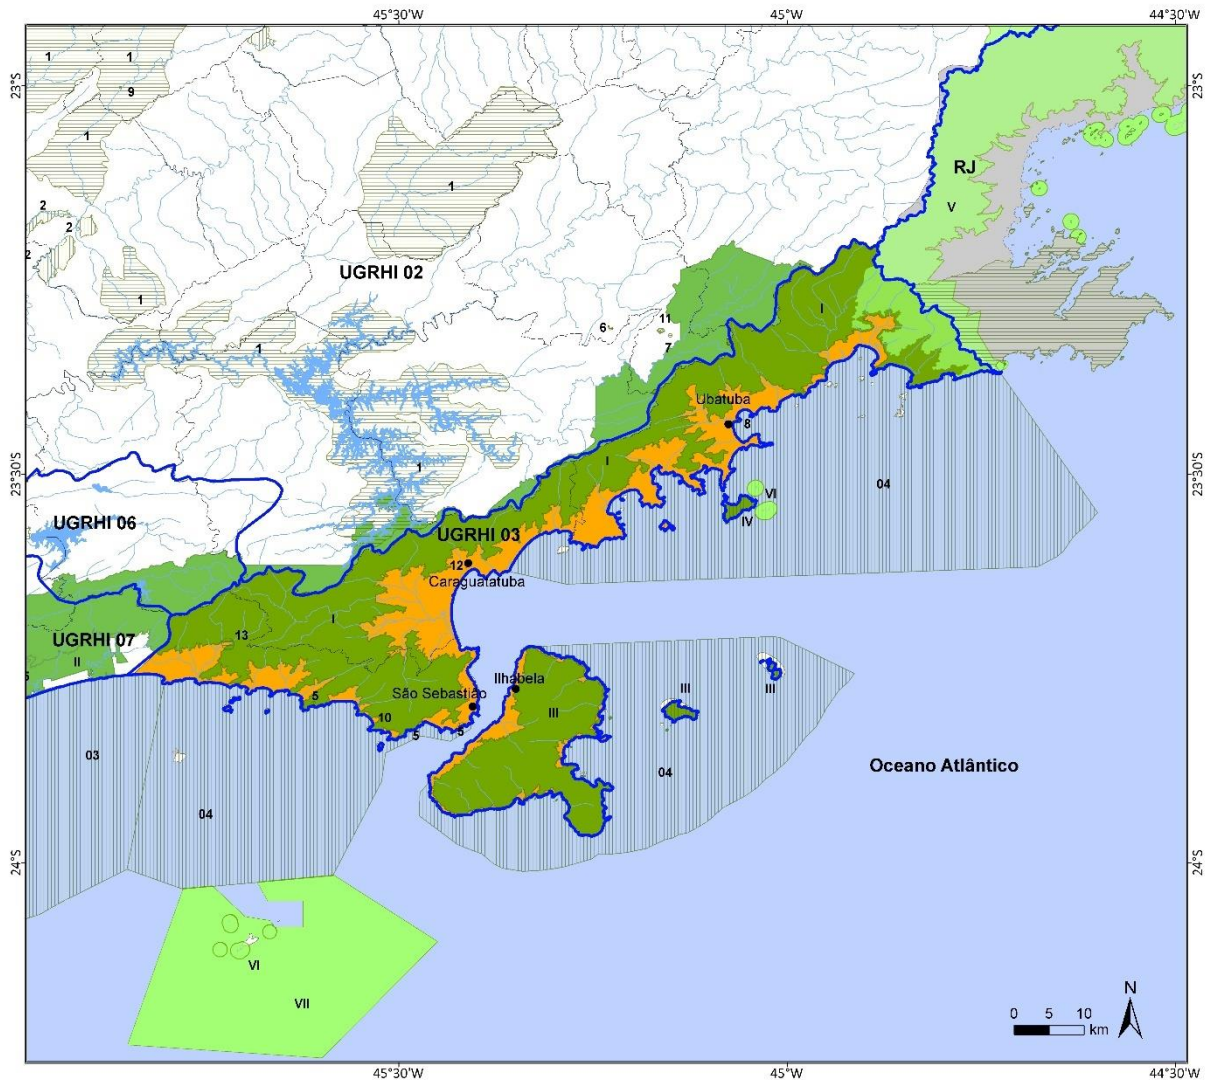 45°30'W 45°W 44°30'W
1 1
23°S 23°S
9
1
1
RJ
2
V
2
2
UGRHI 02
1
I
11
6
7
1
Ubatuba
8
I
1
23°30'S 23°30'S
04
VI
IV
UGRHI 06
UGRHI 03
12
Caraguatatuba
I
13
UGRHI 07
II
Ilhabela
São Sebastião
5
III
III
III
10
5
5
03
04
Oceano Atlântico
04
24°S 24°S
VI
VII
N
0 5 10
km
45°30'W 45°W 44°30'W